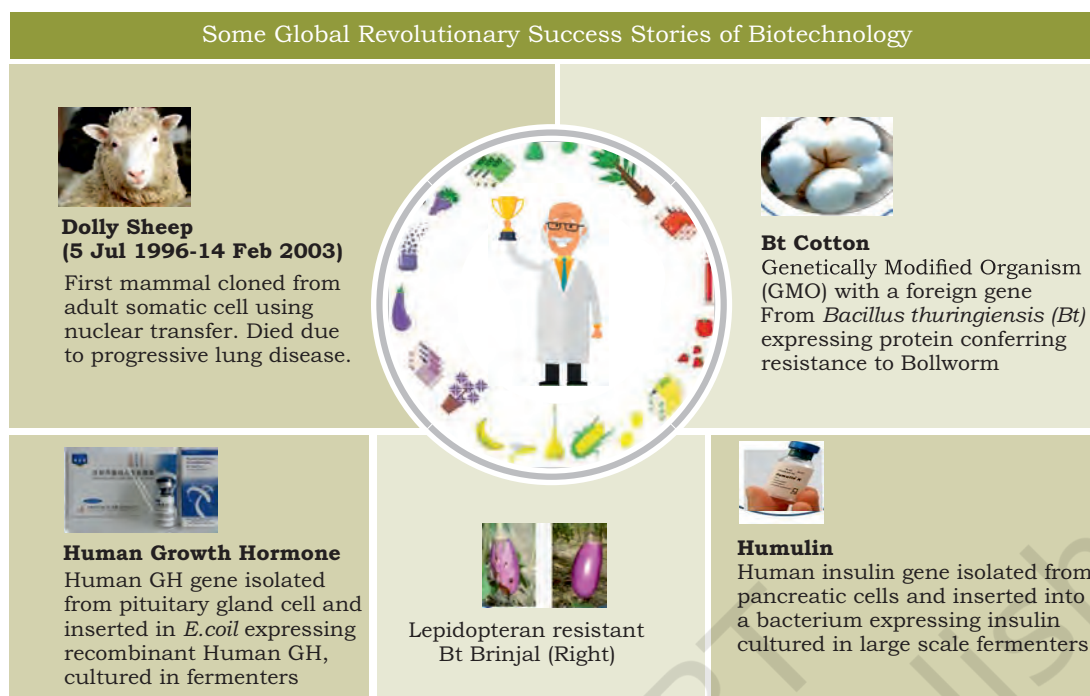 Some Global Revolutionary Success Stories of Biotechnology
Dolly Sheep
(5 Jul 1996-14 Feb 2003)
First mammal cloned from
adult somatic cell using
nuclear transfer. Died due
to progressive lung disease.
Bt Cotton
Genetically Modified Organism
(GMO) with a foreign gene
From Bacillus thuringiensis (Bt)
expressing protein conferring
resistance to Bollworm
Human Growth Hormone
Human GH gene isolated
from pituitary gland cell and
inserted in E.coil expressing
recombinant Human GH,
cultured in fermenters
Lepidopteran resistant
Bt Brinjal (Right)
Humulin
Human insulin gene isolated from
pancreatic cells and inserted into
a bacterium expressing insulin
cultured in large scale fermenters